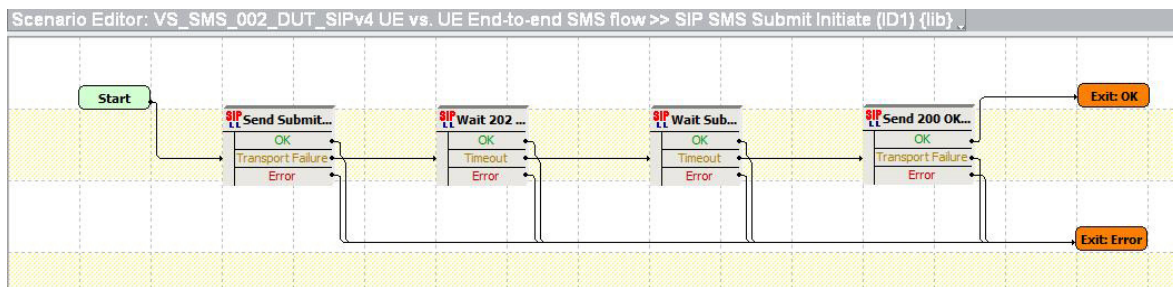 Scenario Editor: VS_SMS_002_DUT_SIPv4 UE vs. UE End-to-end SMS flow >> SIP SMS Submit Initiate (ID1) {lib}
Start
SIP LL Send Submit...
OK
Transport Failure
Error
SIP LL Wait 202 ...
OK
Timeout
Error
SIP LL Wait Sub...
OK
Timeout
Error
SIP LL Send 200 OK...
OK
Transport Failure
Error
Exit: OK
Exit: Error